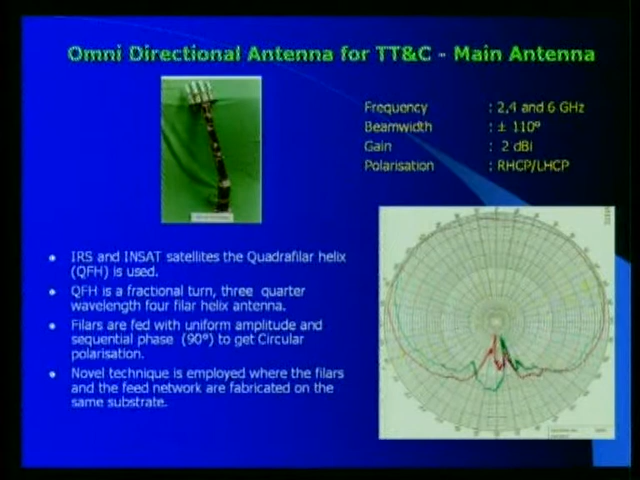 Omni Directional Antenna for TT&C - Main Antenna
Frequency : 2,4 and 6 GHz
Beamwidth : ± 110º
Gain : 2 dBi
Polarisation : RHCP/LHCP
• IRS and INSAT satellites the Quadrafilar helix
(QFH) is used.
• QFH is a fractional turn, three quarter
wavelength four filar helix antenna.
• Filars are fed with uniform amplitude and
sequential phase (90º) to get Circular
polarisation.
• Novel technique is employed where the filars
and the feed network are fabricated on the
same substrate.